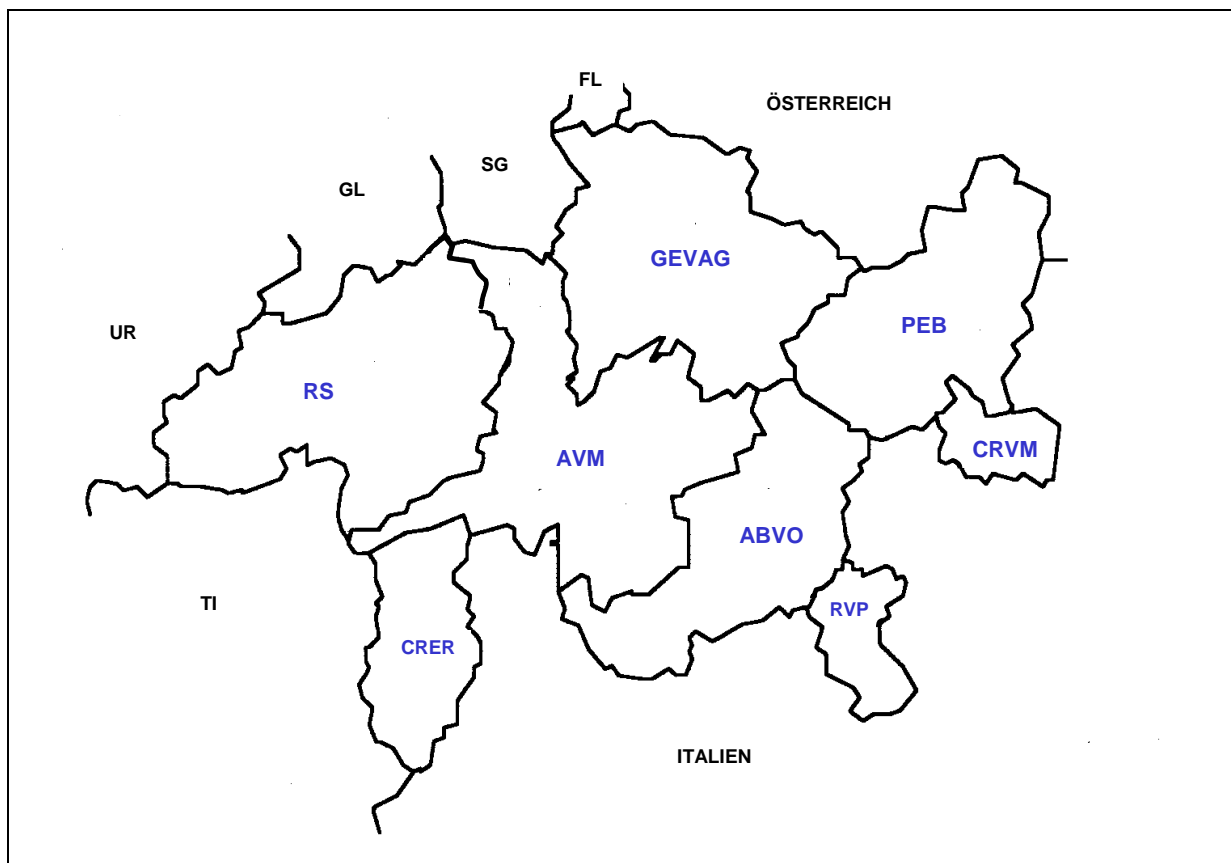 FL
ÖSTERREICH
SG
GL
GEVAG
UR
PEB
RS
AVM
CRVM
ABVO
TI
RVP
CRER
ITALIEN